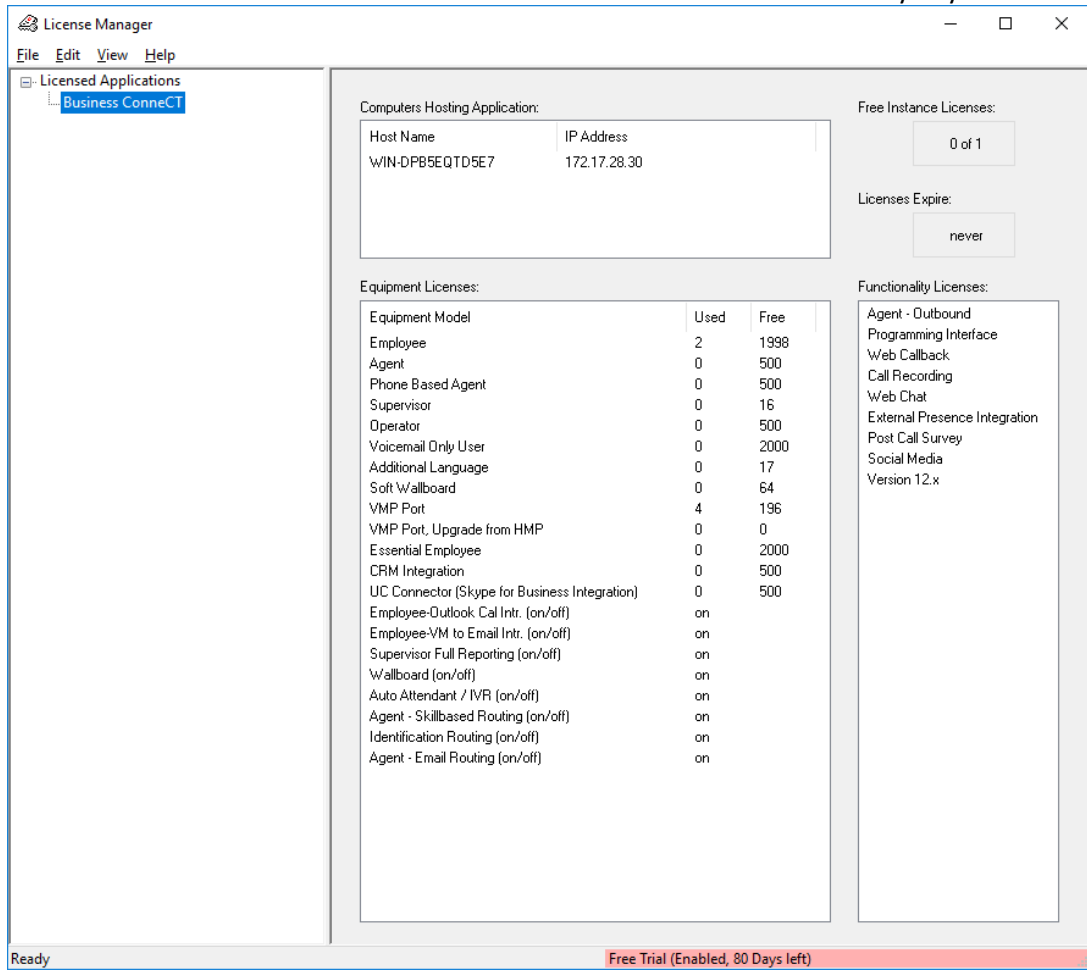 License Manager
File Edit View Help
Licensed Applications
Business ConneCT
Computers Hosting Application:
Host Name IP Address
WIN-DPB5EQTD5E7 172.17.28.30
Free Instance Licenses:
0 of 1
Licenses Expire:
never
Equipment Licenses:
Equipment Model Used Free
Employee 2 1998
Agent 0 500
Phone Based Agent 0 500
Supervisor 0 16
Operator 0 500
Voicemail Only User 0 2000
Additional Language 0 17
Soft Wallboard 0 64
VMP Port 4 196
VMP Port, Upgrade from HMP 0 0
Essential Employee 0 2000
CRM Integration 0 500
UC Connector (Skype for Business Integration) 0 500
Employee-Outlook Cal Intr. (on/off) on
Employee-VM to Email Intr. (on/off) on
Supervisor Full Reporting (on/off) on
Wallboard (on/off) on
Auto Attendant / IVR (on/off) on
Agent - Skillbased Routing (on/off) on
Identification Routing (on/off) on
Agent - Email Routing (on/off) on
Functionality Licenses:
Agent - Outbound
Programming Interface
Web Callback
Call Recording
Web Chat
External Presence Integration
Post Call Survey
Social Media
Version 12.x
Ready
Free Trial (Enabled, 80 Days left)